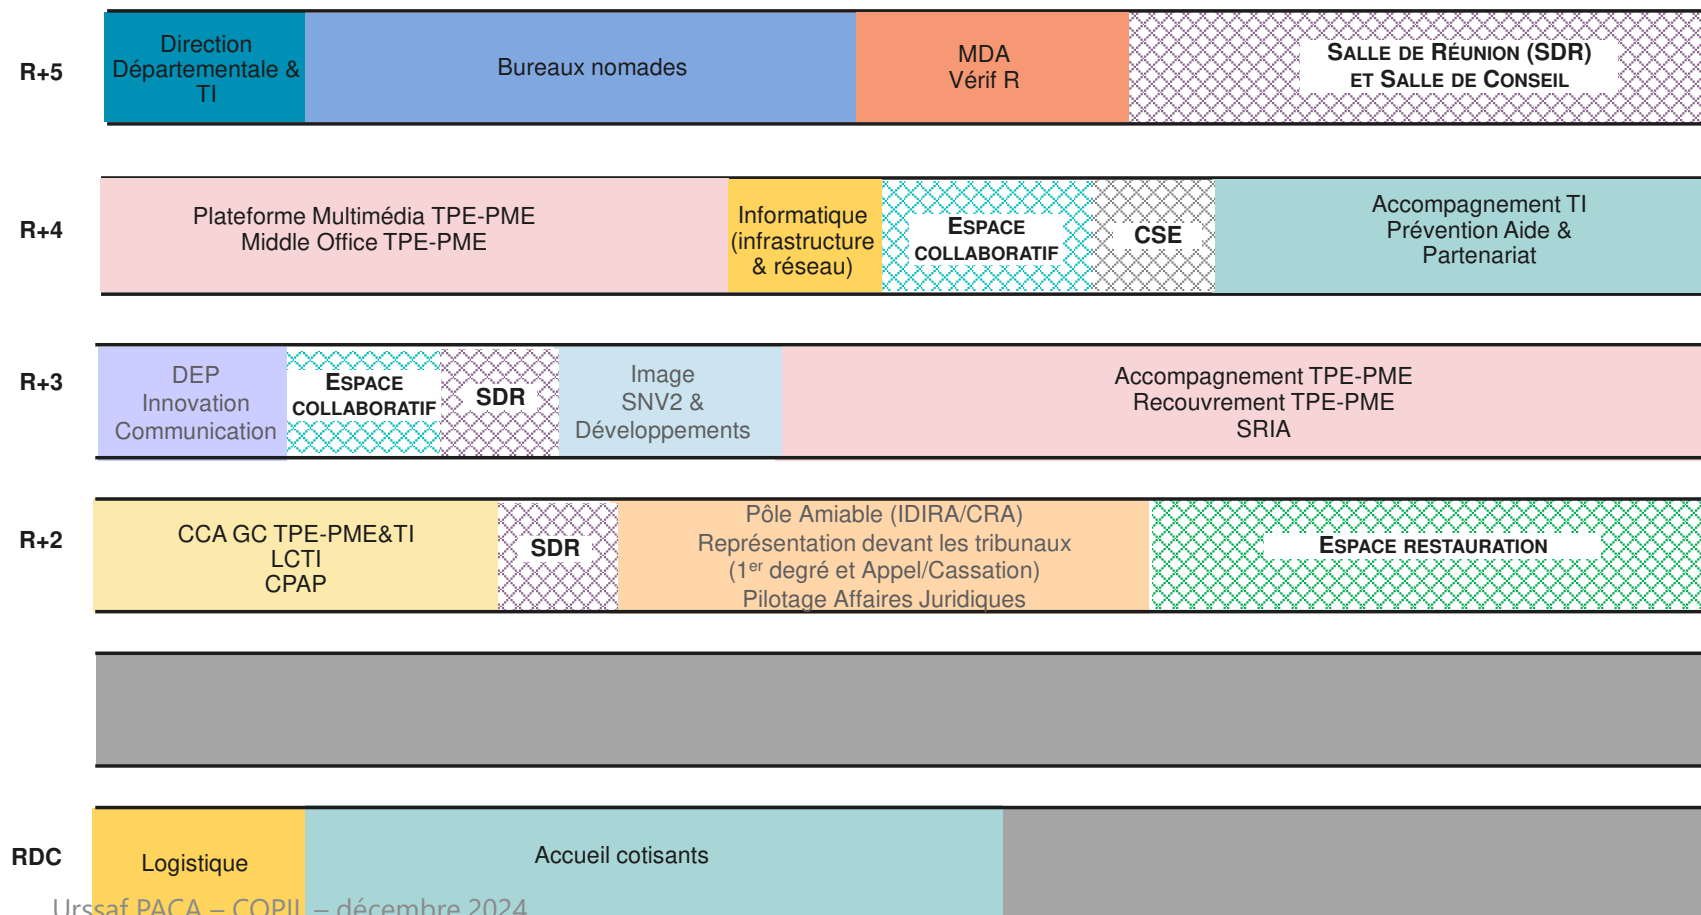 R+5
Direction
Départementale &
TI
Bureaux nomades
MDA
Vérif R
SALLE DE RÉUNION (SDR)
ET SALLE DE CONSEIL
R+4
Plateforme Multimédia TPE-PME
Middle Office TPE-PME
Informatique
(infrastructure
& réseau)
ESPACE
COLLABORATIF
CSE
Accompagnement TI
Prévention Aide &
Partenariat
R+3
DEP
Innovation
Communication
ESPACE
COLLABORATIF
SDR
Image
SNV2 &
Développements
Accompagnement TPE-PME
Recouvrement TPE-PME
SRIA
R+2
CCA GC TPE-PME&TI
LCTI
CPAP
SDR
Pôle Amiable (IDIRA/CRA)
Représentation devant les tribunaux
(1er degré et Appel/Cassation)
Pilotage Affaires Juridiques
ESPACE RESTAURATION
RDC
Logistique
Accueil cotisants
Urssaf PACA – COPIL – décembre 2024